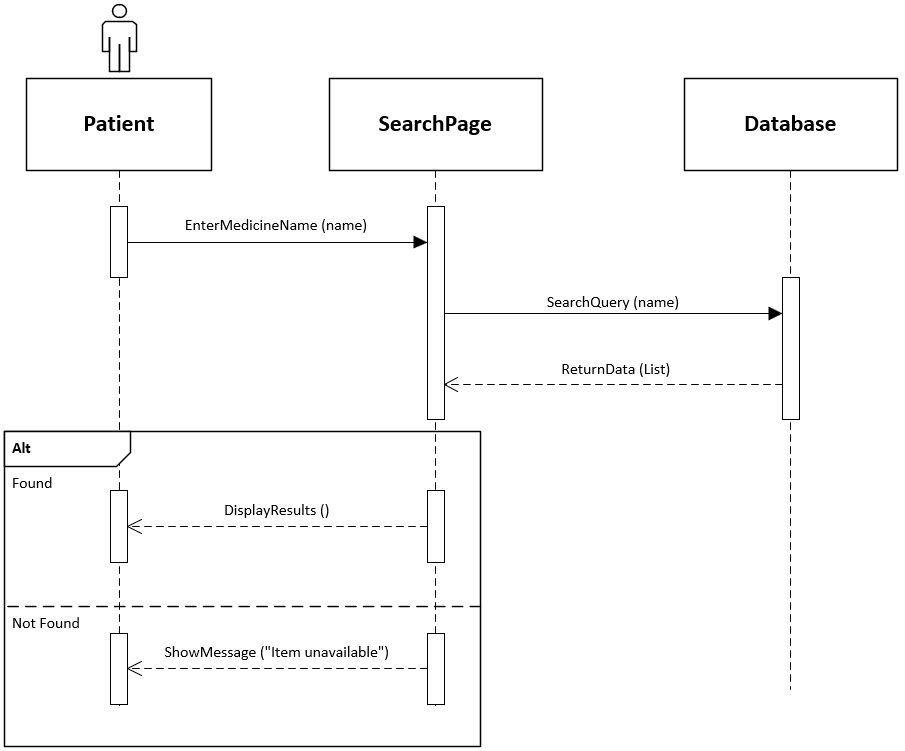 Patient
SearchPage
Database
EnterMedicineName (name)
SearchQuery (name)
ReturnData (List)
Alt
Found
DisplayResults ()
Not Found
ShowMessage ("Item unavailable")